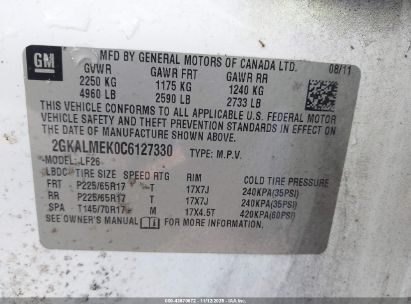 GM
MFD BY GENERAL MOTORS OF CANADA LTD. 08/11
GVWR GAWR FRT GAWR RR
2250 KG 1175 KG 1240 KG
4960 LB 2590 LB 2733 LB
THIS VEHICLE CONFORMS TO ALL APPLICABLE U.S. FEDERAL MOTOR
VEHICLE SAFETY AND THEFT PREVENTION STANDARDS IN EFFECT
ON THE DATE OF MANUFACTURE SHOWN ABOVE.
2GKALMEK0C6127330 TYPE: M.P.V.
MODEL: LF26
LBDC TIRE SIZE SPEED RTG RIM COLD TIRE PRESSURE
FRT P225/65R17 T 17X7J 240KPA(35PSI)
RR P225/65R17 T 17X7J 240KPA(35PSI)
SPA T145/70R17 M 17X4.5T 420KPA(60PSI)
SEE OWNER'S MANUAL FOR MORE INFORMATION.